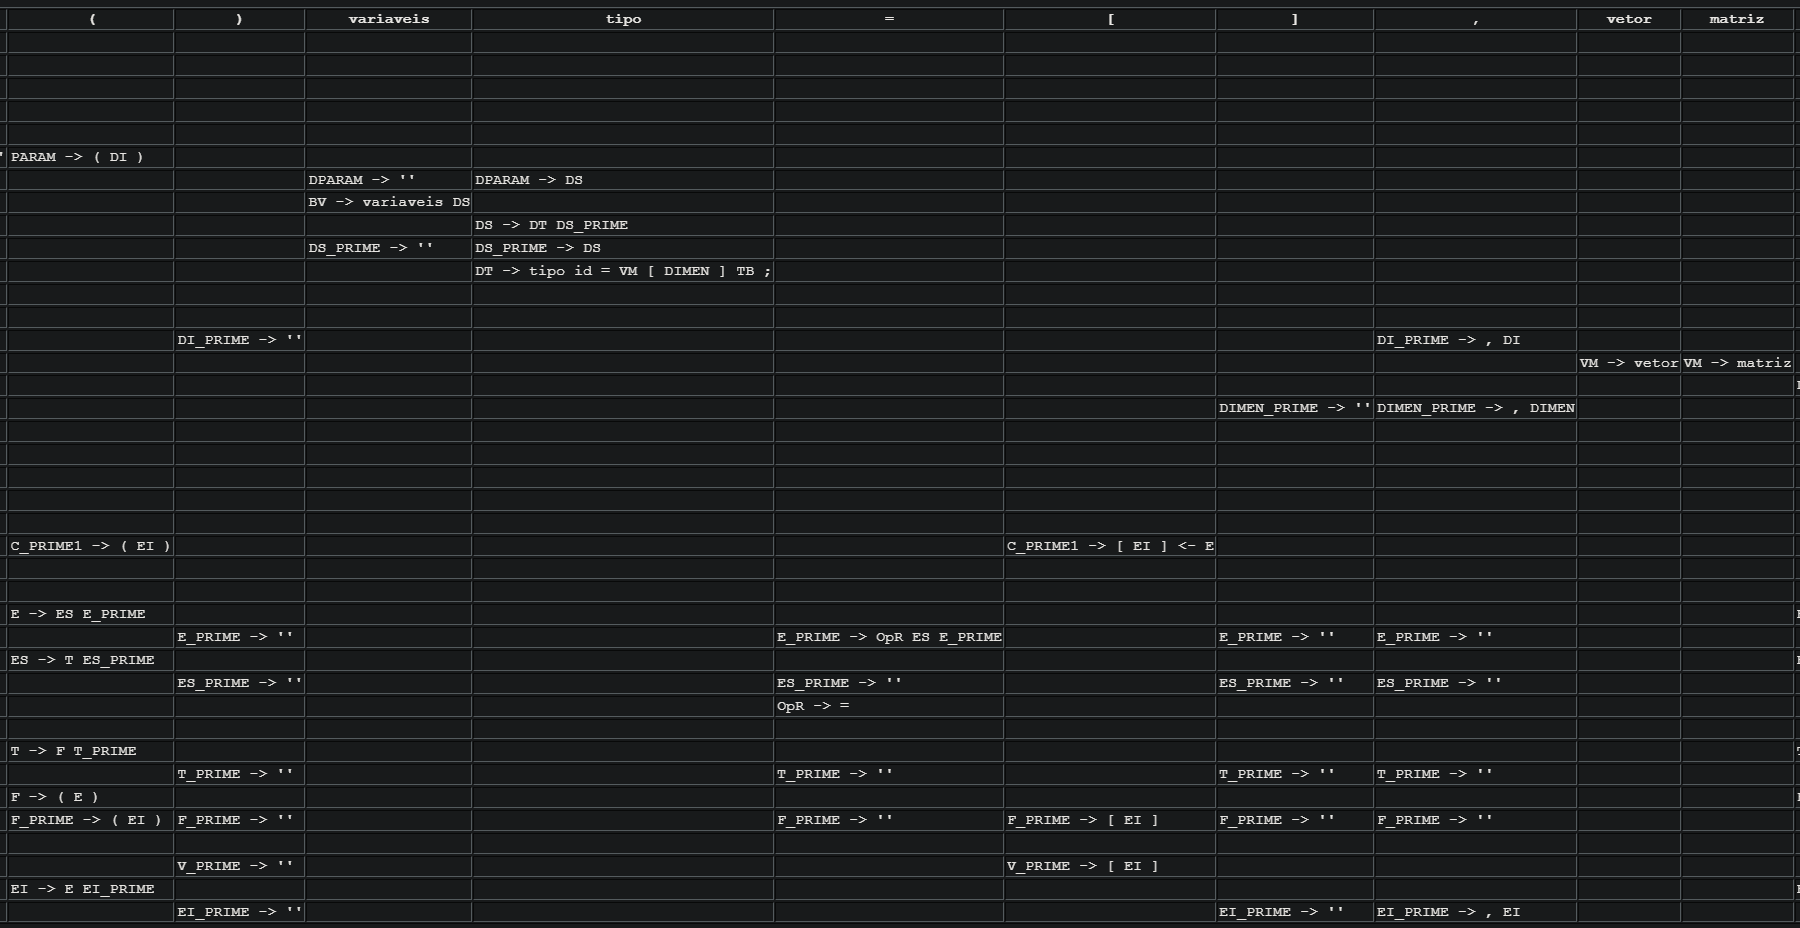 ( ) variaveis tipo = [ ] , vetor matriz
PARAM -> ( DI )
DPARAM -> '' DPARAM -> DS
BV -> variaveis DS
DS -> DT DS_PRIME
DS_PRIME -> '' DS_PRIME -> DS
DT -> tipo id = VM [ DIMEN ] TB ;
DI_PRIME -> '' DI_PRIME -> , DI
VM -> vetor VM -> matriz
DIMEN_PRIME -> '' DIMEN_PRIME -> , DIMEN
C_PRIME1 -> ( EI ) C_PRIME1 -> [ EI ] <- E
E -> ES E_PRIME
E_PRIME -> '' E_PRIME -> OpR ES E_PRIME E_PRIME -> '' E_PRIME -> ''
ES -> T ES_PRIME
ES_PRIME -> '' ES_PRIME -> '' ES_PRIME -> '' ES_PRIME -> ''
OpR -> =
T -> F T_PRIME
T_PRIME -> '' T_PRIME -> '' T_PRIME -> '' T_PRIME -> ''
F -> ( E )
F_PRIME -> ( EI ) F_PRIME -> '' F_PRIME -> '' F_PRIME -> [ EI ] F_PRIME -> '' F_PRIME -> ''
V_PRIME -> '' V_PRIME -> [ EI ]
EI -> E EI_PRIME
EI_PRIME -> '' EI_PRIME -> '' EI_PRIME -> , EI